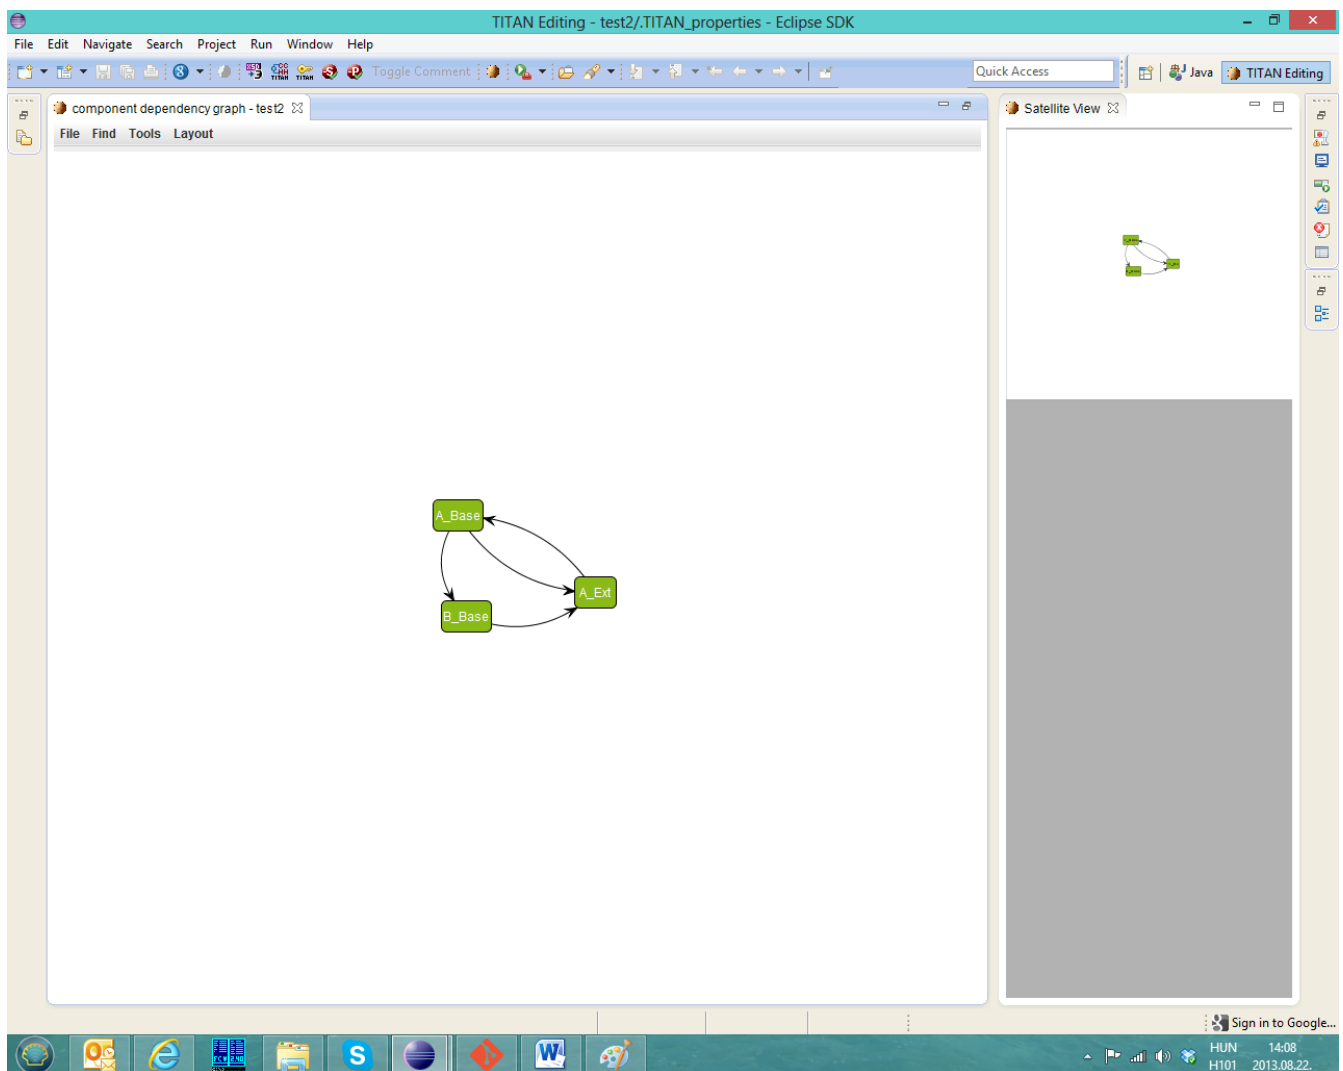 TITAN Editing - test2/.TITAN_properties - Eclipse SDK
File Edit Navigate Search Project Run Window Help
Toggle Comment
Quick Access
Java
TITAN Editing
component dependency graph - test2
Satellite View
File Find Tools Layout
A_Base
A_Ext
B_Base
Sign in to Google...
HUN 14:08
H101 2013.08.22.